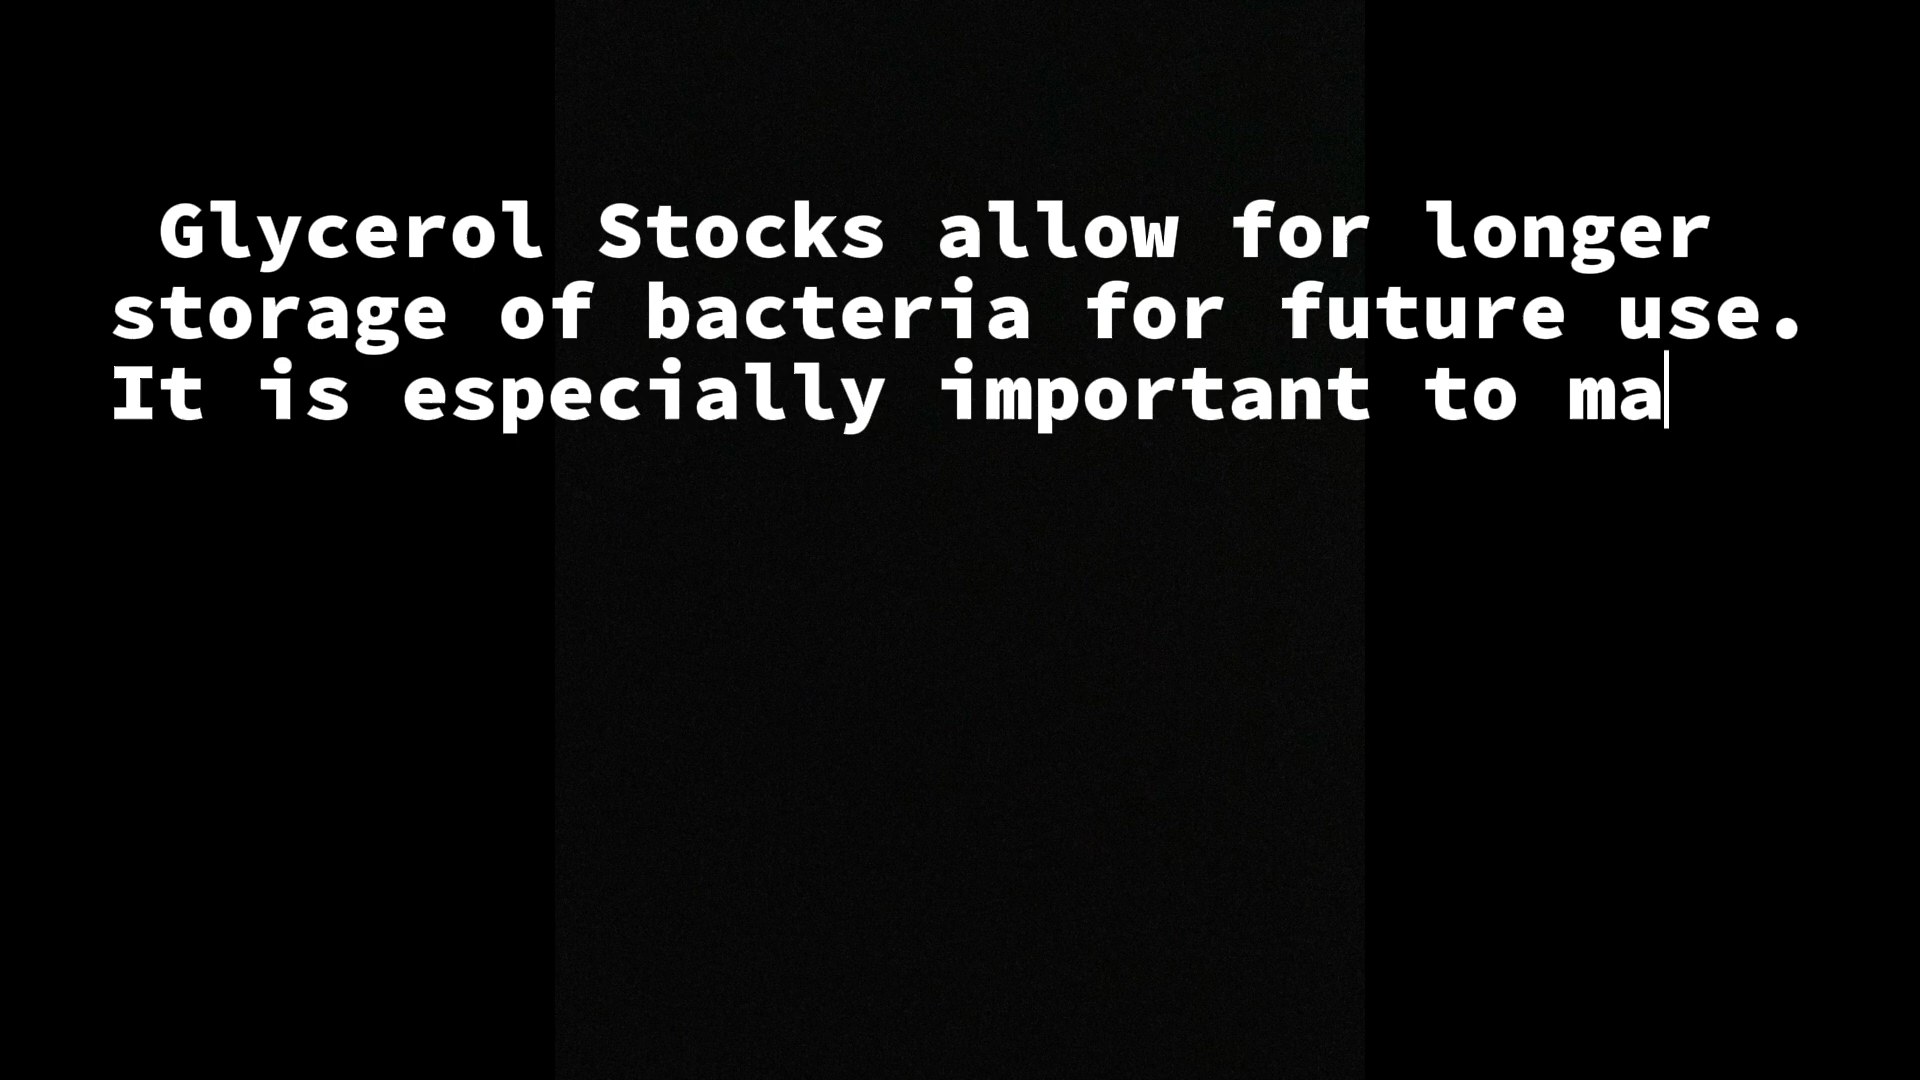 Glycerol Stocks allow for longer
storage of bacteria for future use.
It is especially important to ma